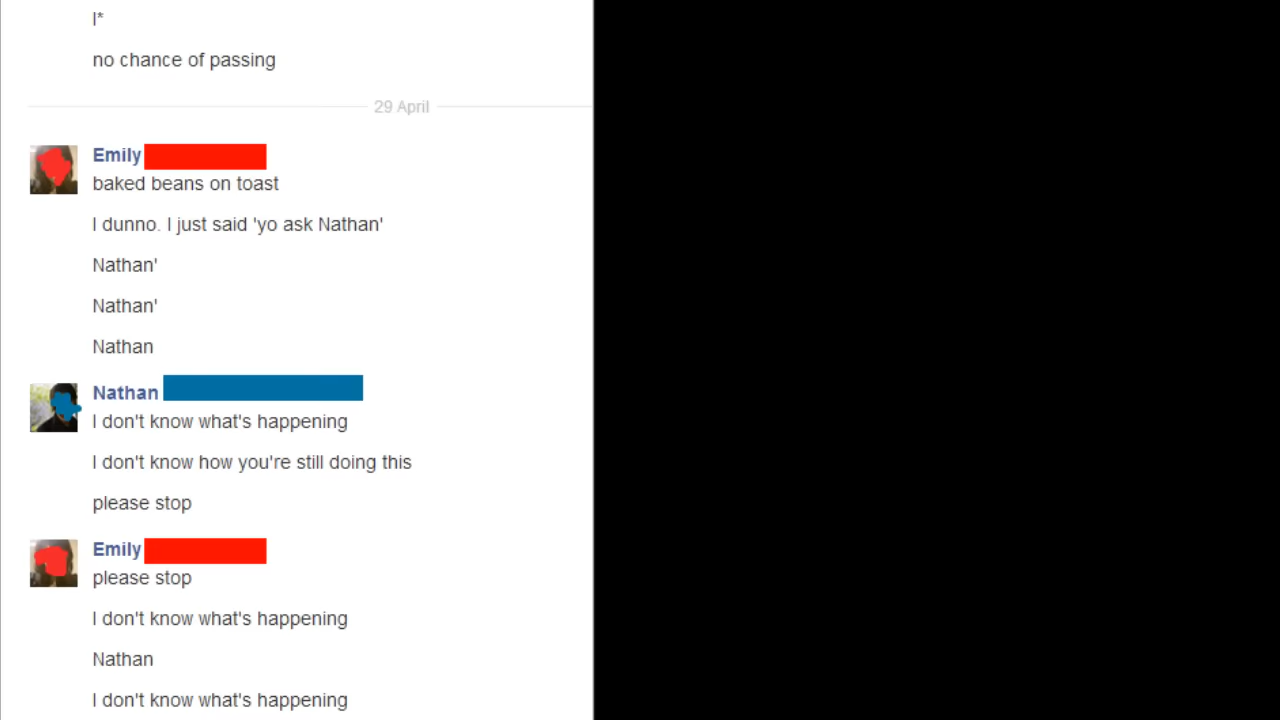 I*
no chance of passing
29 April
Emily
baked beans on toast
I dunno. I just said 'yo ask Nathan'
Nathan'
Nathan'
Nathan
Nathan
I don't know what's happening
I don't know how you're still doing this
please stop
Emily
please stop
I don't know what's happening
Nathan
I don't know what's happening